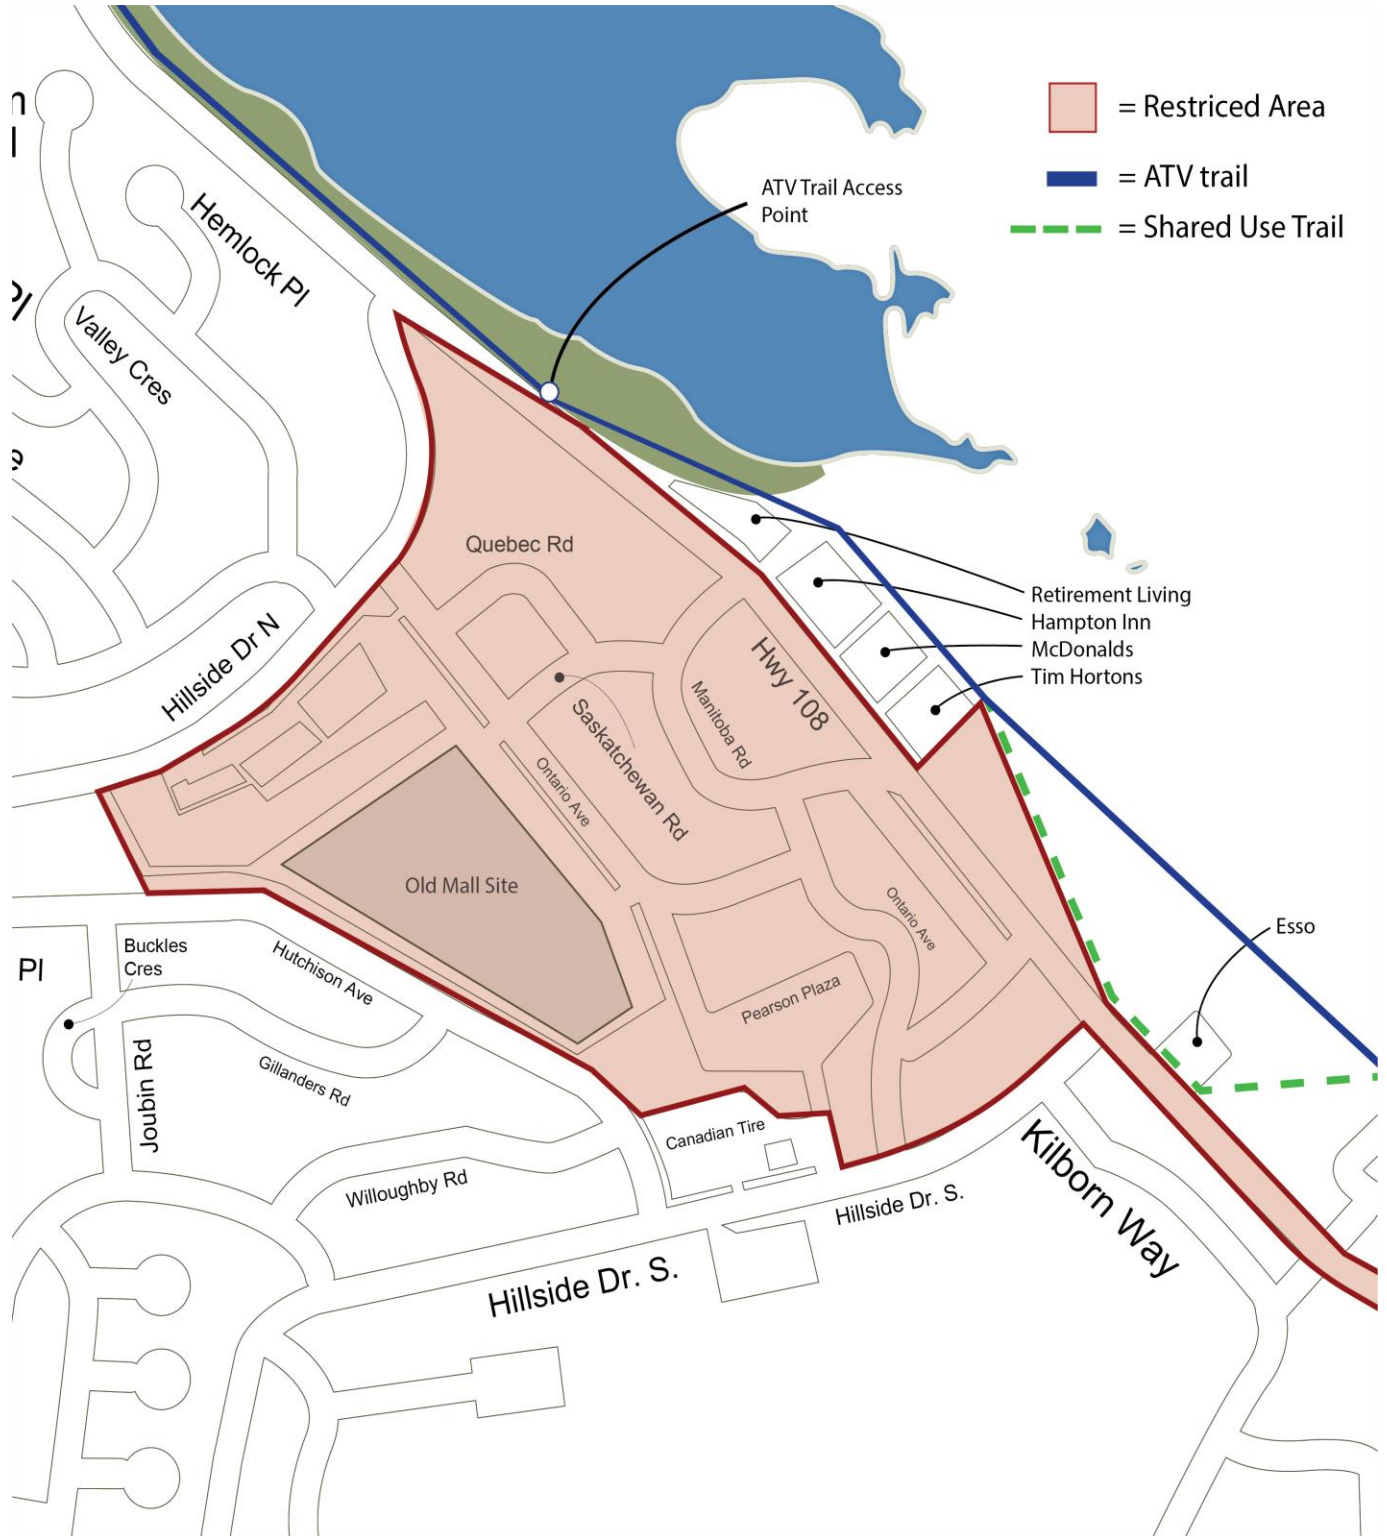 = Restriced Area
= ATV trail
= Shared Use Trail
ATV Trail Access
Point
Hemlock Pl
Valley Cres
Quebec Rd
Retirement Living
Hampton Inn
McDonalds
Tim Hortons
Hillside Dr N
Hwy 108
Manitoba Rd
Saskatchewan Rd
Ontario Ave
Old Mall Site
Ontario Ave
Esso
Buckles
Cres
Hutchison Ave
Pl
Pearson Plaza
Joubin Rd
Gillanders Rd
Canadian Tire
Willoughby Rd
Kilborn Way
Hillside Dr. S.
Hillside Dr. S.